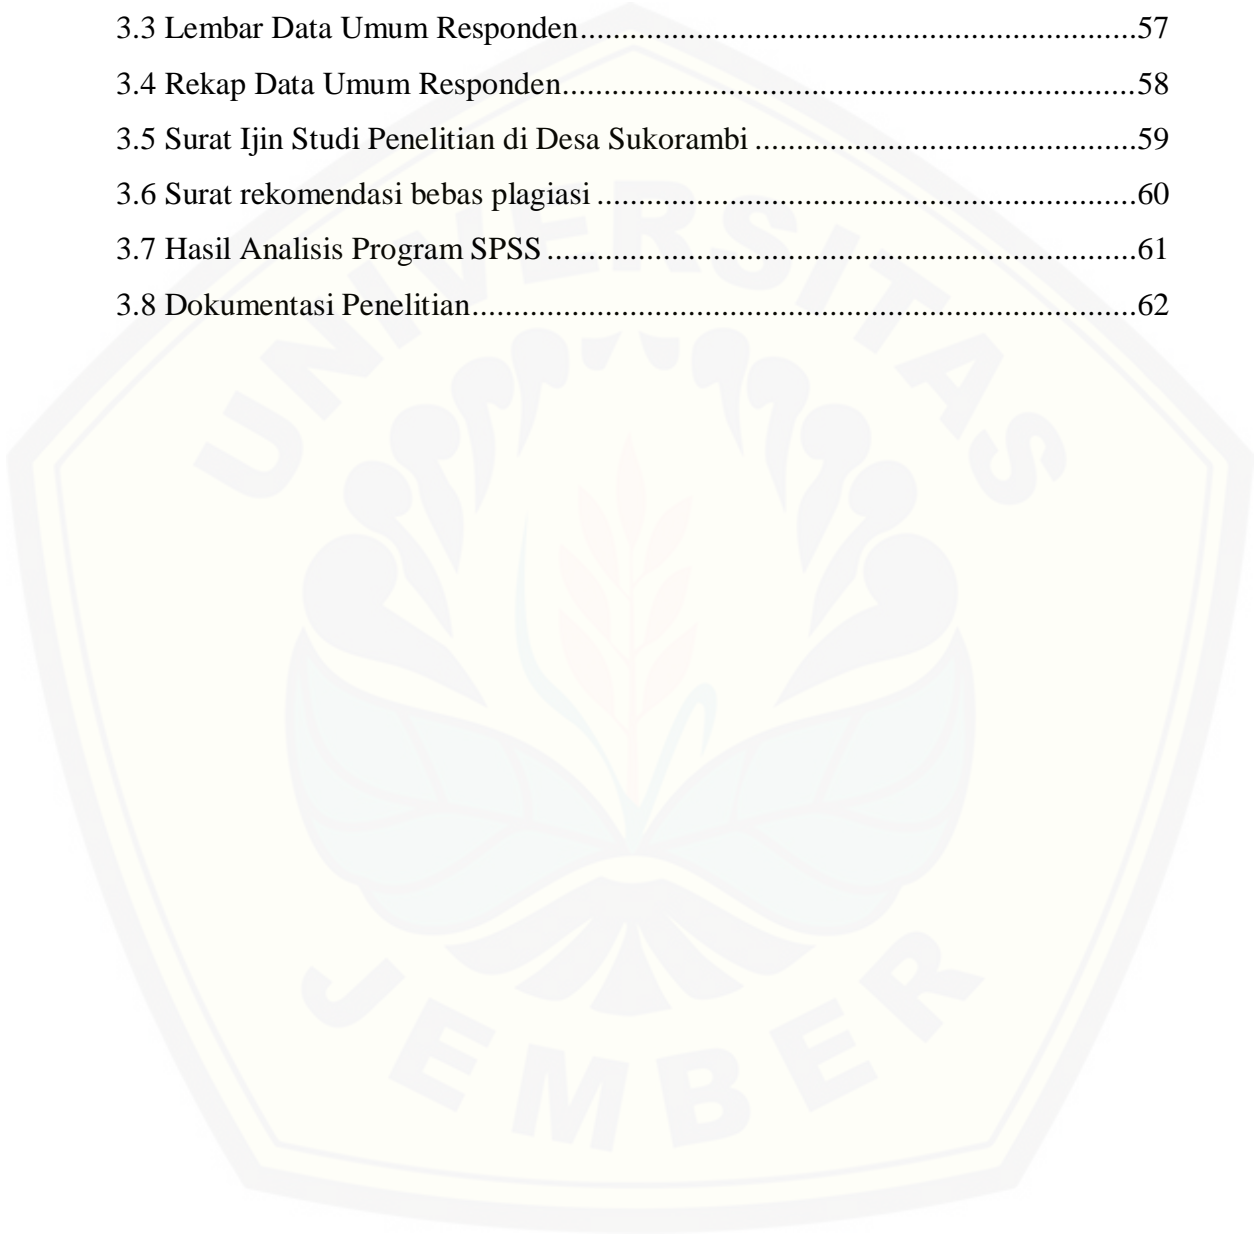 3.3 Lembar Data Umum Responden....................................................................57
3.4 Rekap Data Umum Responden.....................................................................58
3.5 Surat Ijin Studi Penelitian di Desa Sukorambi ..............................................59
3.6 Surat rekomendasi bebas plagiasi .................................................................60
3.7 Hasil Analisis Program SPSS .......................................................................61
3.8 Dokumentasi Penelitian................................................................................62
UNIVERSITAS
JEMBER